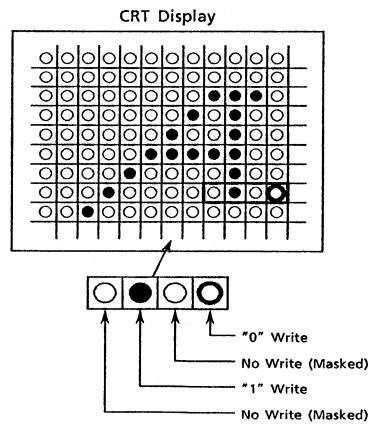 CRT Display
"0" Write
No Write (Masked)
"1" Write
No Write (Masked)